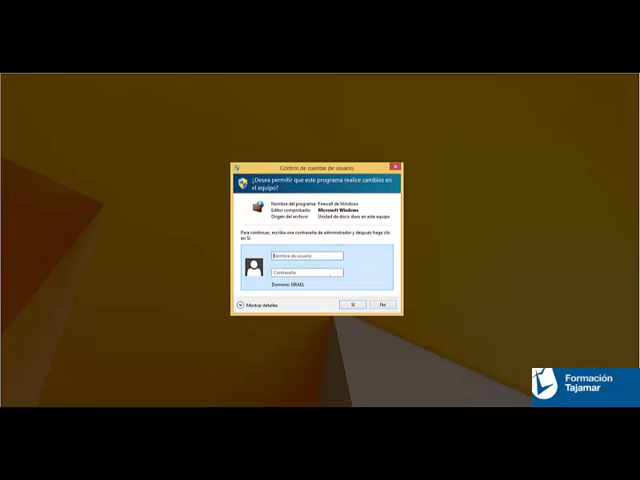 Control de cuentas de usuario
¿Desea permitir que este programa realice cambios en
el equipo?
Nombre del programa: Firewall de Windows
Editor comprobado: Microsoft Windows
Origen del archivo: Unidad de disco duro en este equipo
Para continuar, escriba una contraseña de administrador y después haga clic
en Sí.
Nombre de usuario
Contraseña
Dominio: ISRAEL
Mostrar detalles
Sí
No
Formación
Tajamar